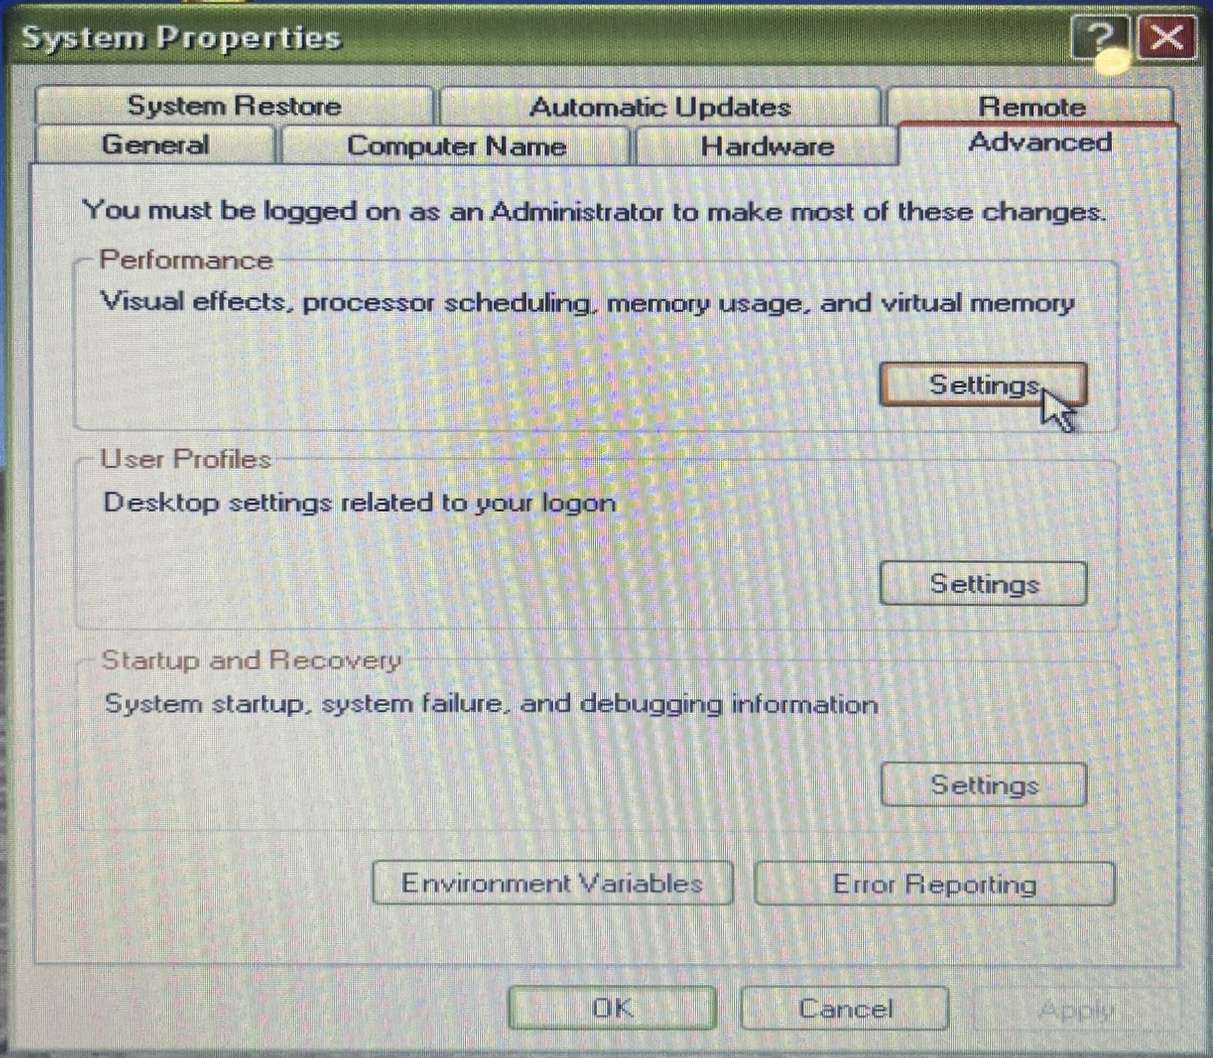 System Properties
System Restore
Automatic Updates
Remote
General
Computer Name
Hardware
Advanced
You must be logged on as an Administrator to make most of these changes.
Performance
Visual effects, processor scheduling, memory usage, and virtual memory
Settings
User Profiles
Desktop settings related to your logon
Settings
Startup and Recovery
System startup, system failure, and debugging information
Settings
Environment Variables
Error Reporting
OK
Cancel
Apply